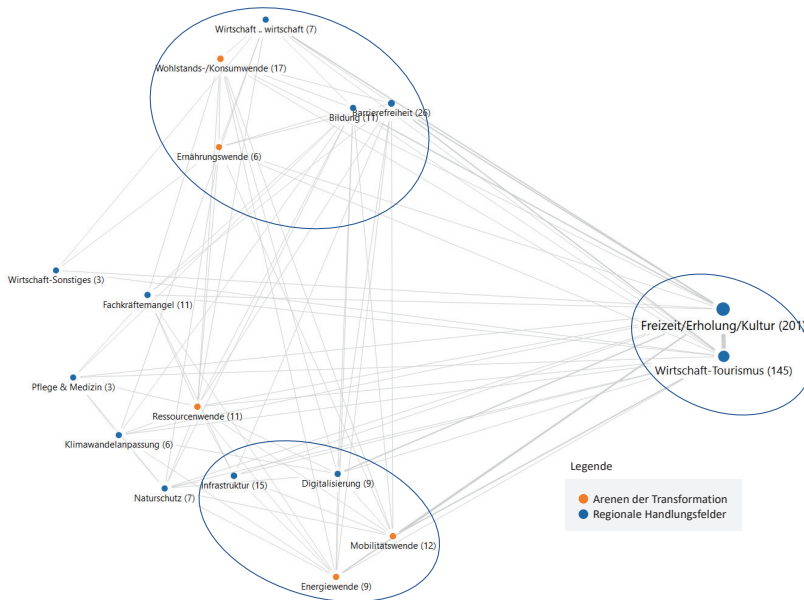 Wirtschaft .. wirtschaft (7)
Wohlstands-/Konsumwende (17)
Barrierefreiheit (26)
Bildung (11)
Ernährungswende (6)
Wirtschaft-Sonstiges (3)
Fachkräftemangel (11)
Freizeit/Erholung/Kultur (201)
Wirtschaft-Tourismus (145)
Pflege & Medizin (3)
Ressourcenwende (11)
Klimawandelanpassung (6)
Naturschutz (7)
Infrastruktur (15)
Digitalisierung (9)
Mobilitätswende (12)
Energiewende (9)
Legende
Arenen der Transformation
Regionale Handlungsfelder